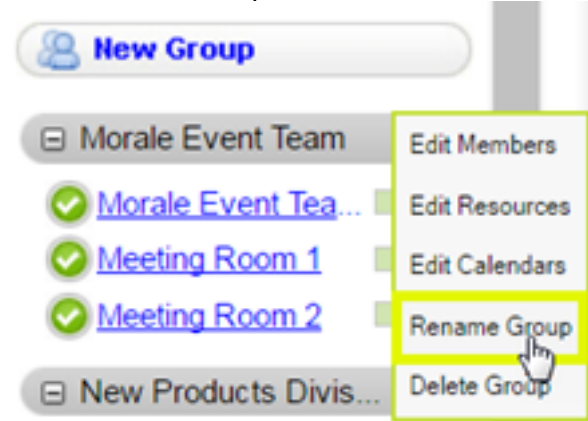 New Group
Morale Event Team
Edit Members
Morale Event Tea...
Edit Resources
Meeting Room 1
Edit Calendars
Meeting Room 2
Rename Group
New Products Divis...
Delete Group